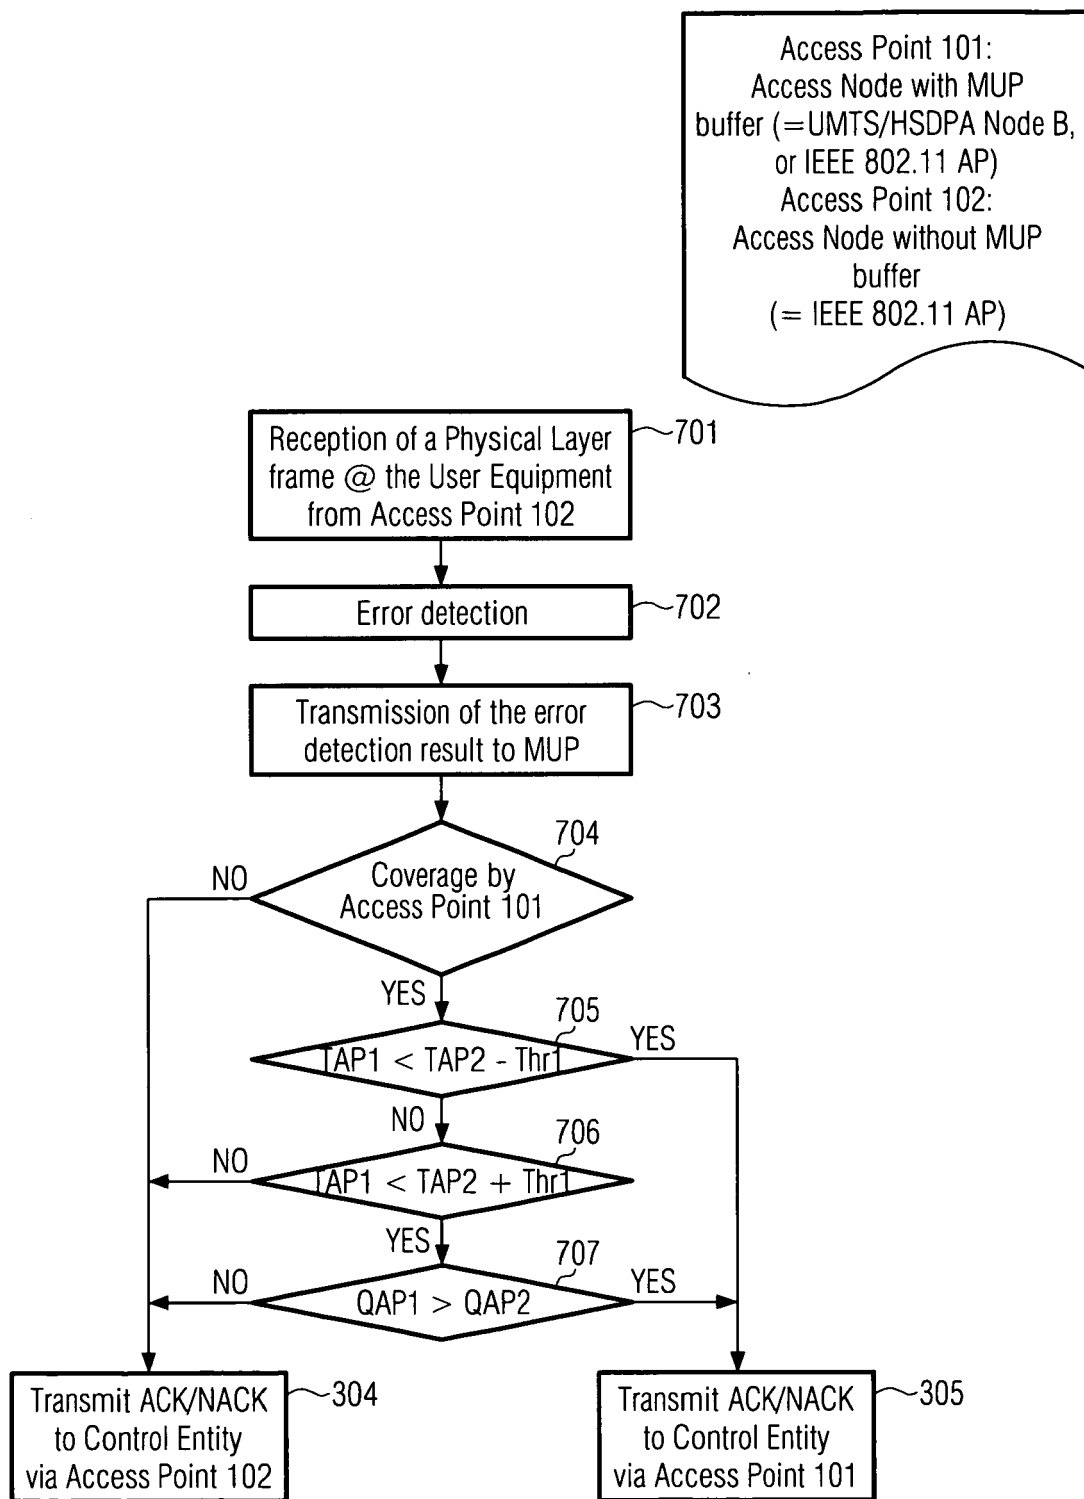 Access Point 101:
Access Node with MUP
buffer (=UMTS/HSDPA Node B,
or IEEE 802.11 AP)
Access Point 102:
Access Node without MUP
buffer
(= IEEE 802.11 AP)
Reception of a Physical Layer
frame @ the User Equipment
from Access Point 102
701
Error detection
702
Transmission of the error
detection result to MUP
703
704
NO
Coverage by
Access Point 101
YES
705
TAP1 < TAP2 - Thr1
YES
NO
706
NO
TAP1 < TAP2 + Thr1
YES
707
NO
QAP1 > QAP2
YES
Transmit ACK/NACK
to Control Entity
via Access Point 102
304
Transmit ACK/NACK
to Control Entity
via Access Point 101
305